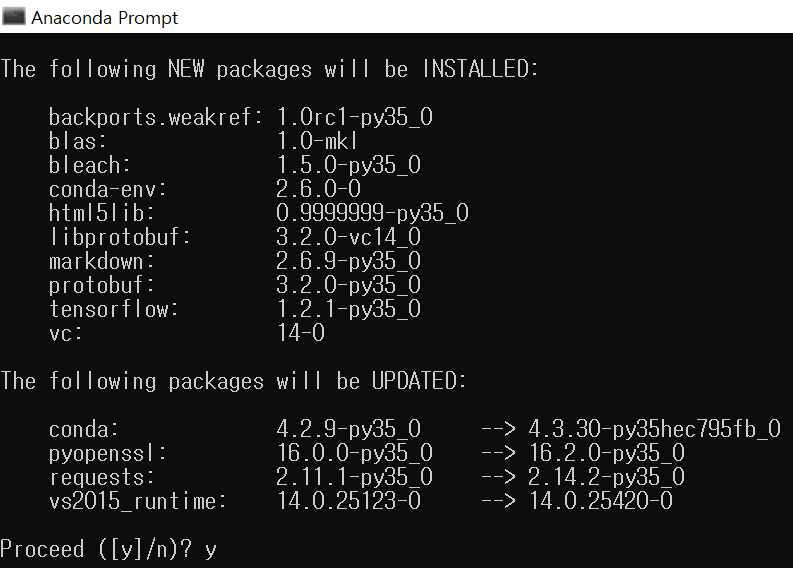 Anaconda Prompt
The following NEW packages will be INSTALLED:
backports.weakref: 1.0rc1-py35_0
blas: 1.0-mkl
bleach: 1.5.0-py35_0
conda-env: 2.6.0-0
html5lib: 0.9999999-py35_0
libprotobuf: 3.2.0-vc14_0
markdown: 2.6.9-py35_0
protobuf: 3.2.0-py35_0
tensorflow: 1.2.1-py35_0
vc: 14-0
The following packages will be UPDATED:
conda: 4.2.9-py35_0 --> 4.3.30-py35hec795fb_0
pyopenssl: 16.0.0-py35_0 --> 16.2.0-py35_0
requests: 2.11.1-py35_0 --> 2.14.2-py35_0
vs2015_runtime: 14.0.25123-0 --> 14.0.25420-0
Proceed ([y]/n)? y